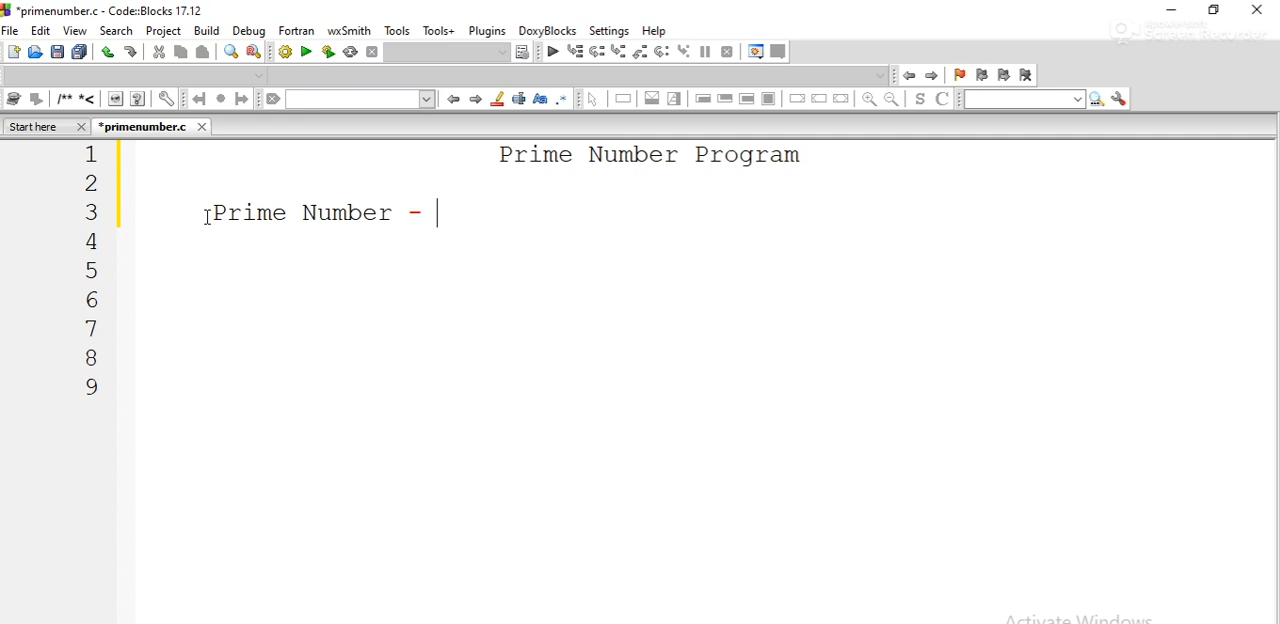 *primenumber.c - Code::Blocks 17.12
File Edit View Search Project Build Debug Fortran wxSmith Tools Tools+ Plugins DoxyBlocks Settings Help
/** *<
S C
Start here *primenumber.c
1 Prime Number Program
2
3 Prime Number -
4
5
6
7
8
9
Activate Windows